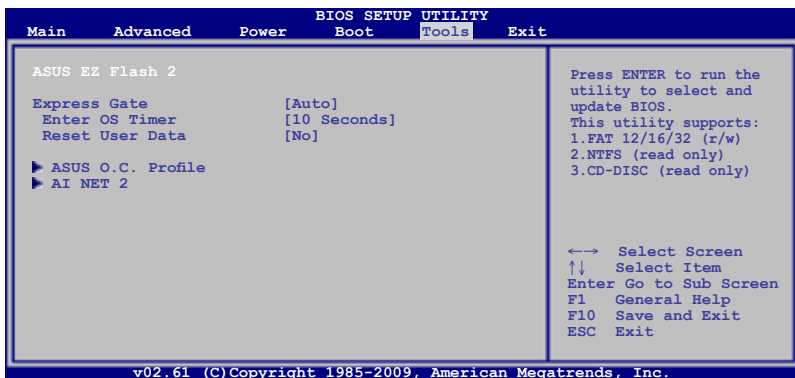 BIOS SETUP UTILITY
Main Advanced Power Boot Tools Exit
ASUS EZ Flash 2
Express Gate [Auto]
Enter OS Timer [10 Seconds]
Reset User Data [No]
ASUS O.C. Profile
AI NET 2
Press ENTER to run the
utility to select and
update BIOS.
This utility supports:
1.FAT 12/16/32 (r/w)
2.NTFS (read only)
3.CD-DISC (read only)
←→ Select Screen
↑↓ Select Item
Enter Go to Sub Screen
F1 General Help
F10 Save and Exit
ESC Exit
v02.61 (C)Copyright 1985-2009, American Megatrends, Inc.